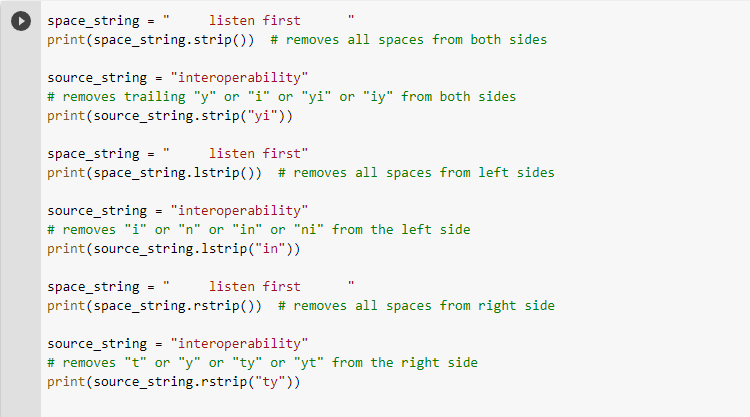 space_string = "     listen first      "
print(space_string.strip())  # removes all spaces from both sides
source_string = "interoperability"
# removes trailing "y" or "i" or "yi" or "iy" from both sides
print(source_string.strip("yi"))
space_string = "     listen first"
print(space_string.lstrip())  # removes all spaces from left sides
source_string = "interoperability"
# removes "i" or "n" or "in" or "ni" from the left side
print(source_string.lstrip("in"))
space_string = "     listen first      "
print(space_string.rstrip())  # removes all spaces from right side
source_string = "interoperability"
# removes "t" or "y" or "ty" or "yt" from the right side
print(source_string.rstrip("ty"))